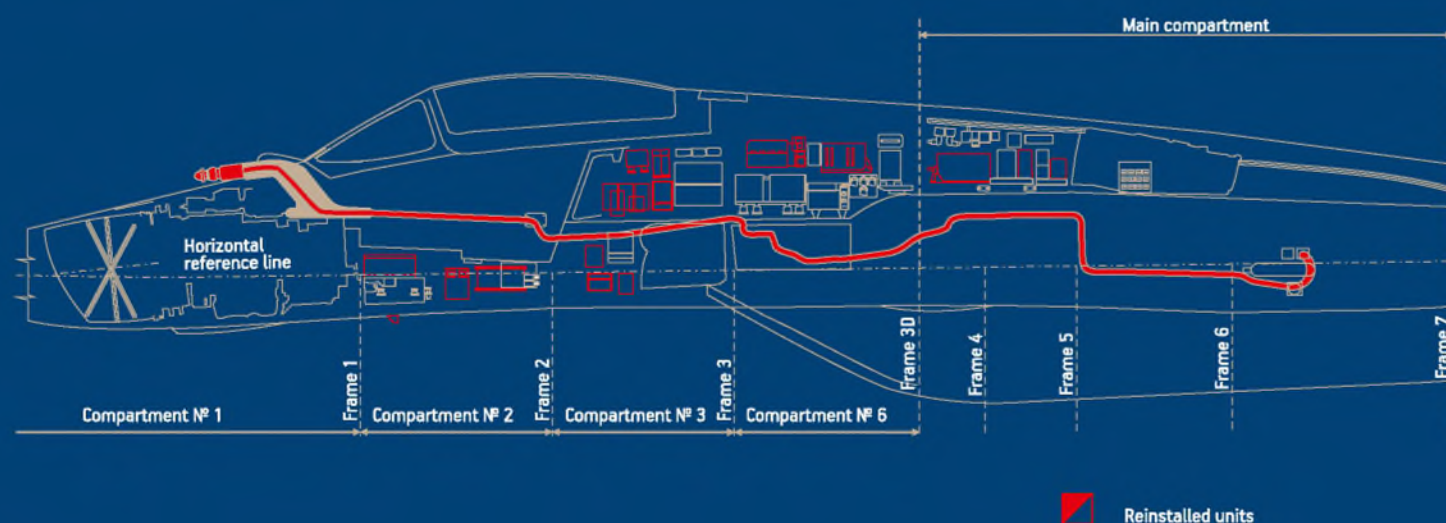 Main compartment
Horizontal
reference line
Frame 1
Frame 2
Frame 3
Frame 3D
Frame 4
Frame 5
Frame 6
Frame 7
Compartment № 1
Compartment № 2
Compartment № 3
Compartment № 6
Reinstalled units